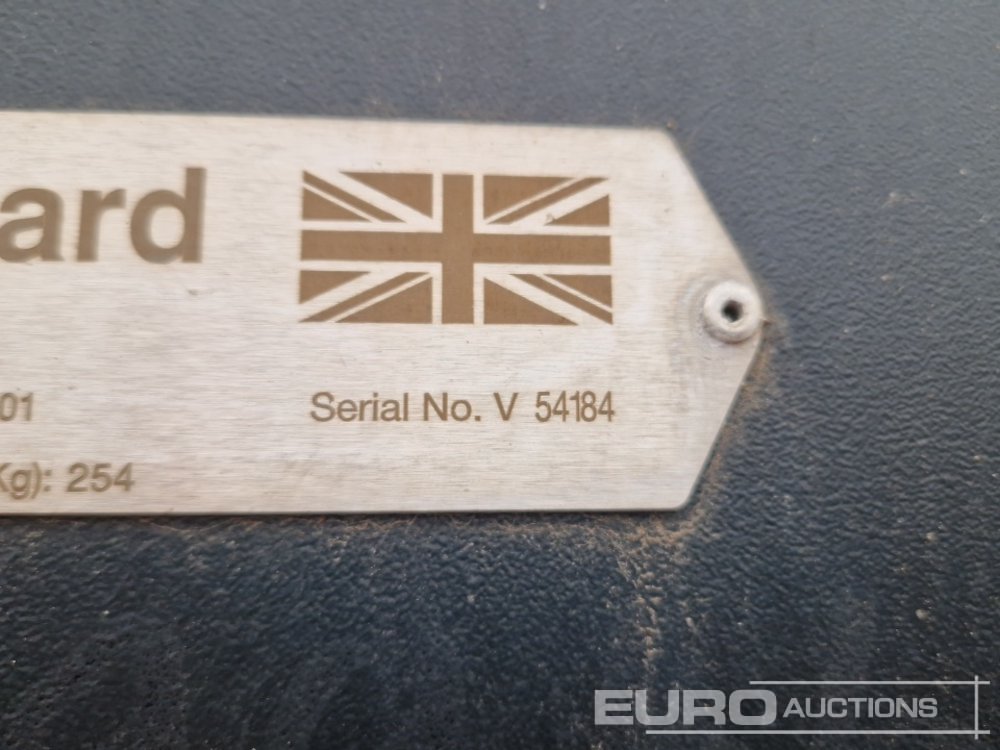 ard
01
Serial No. V 54184
Kg): 254
EURO AUCTIONS